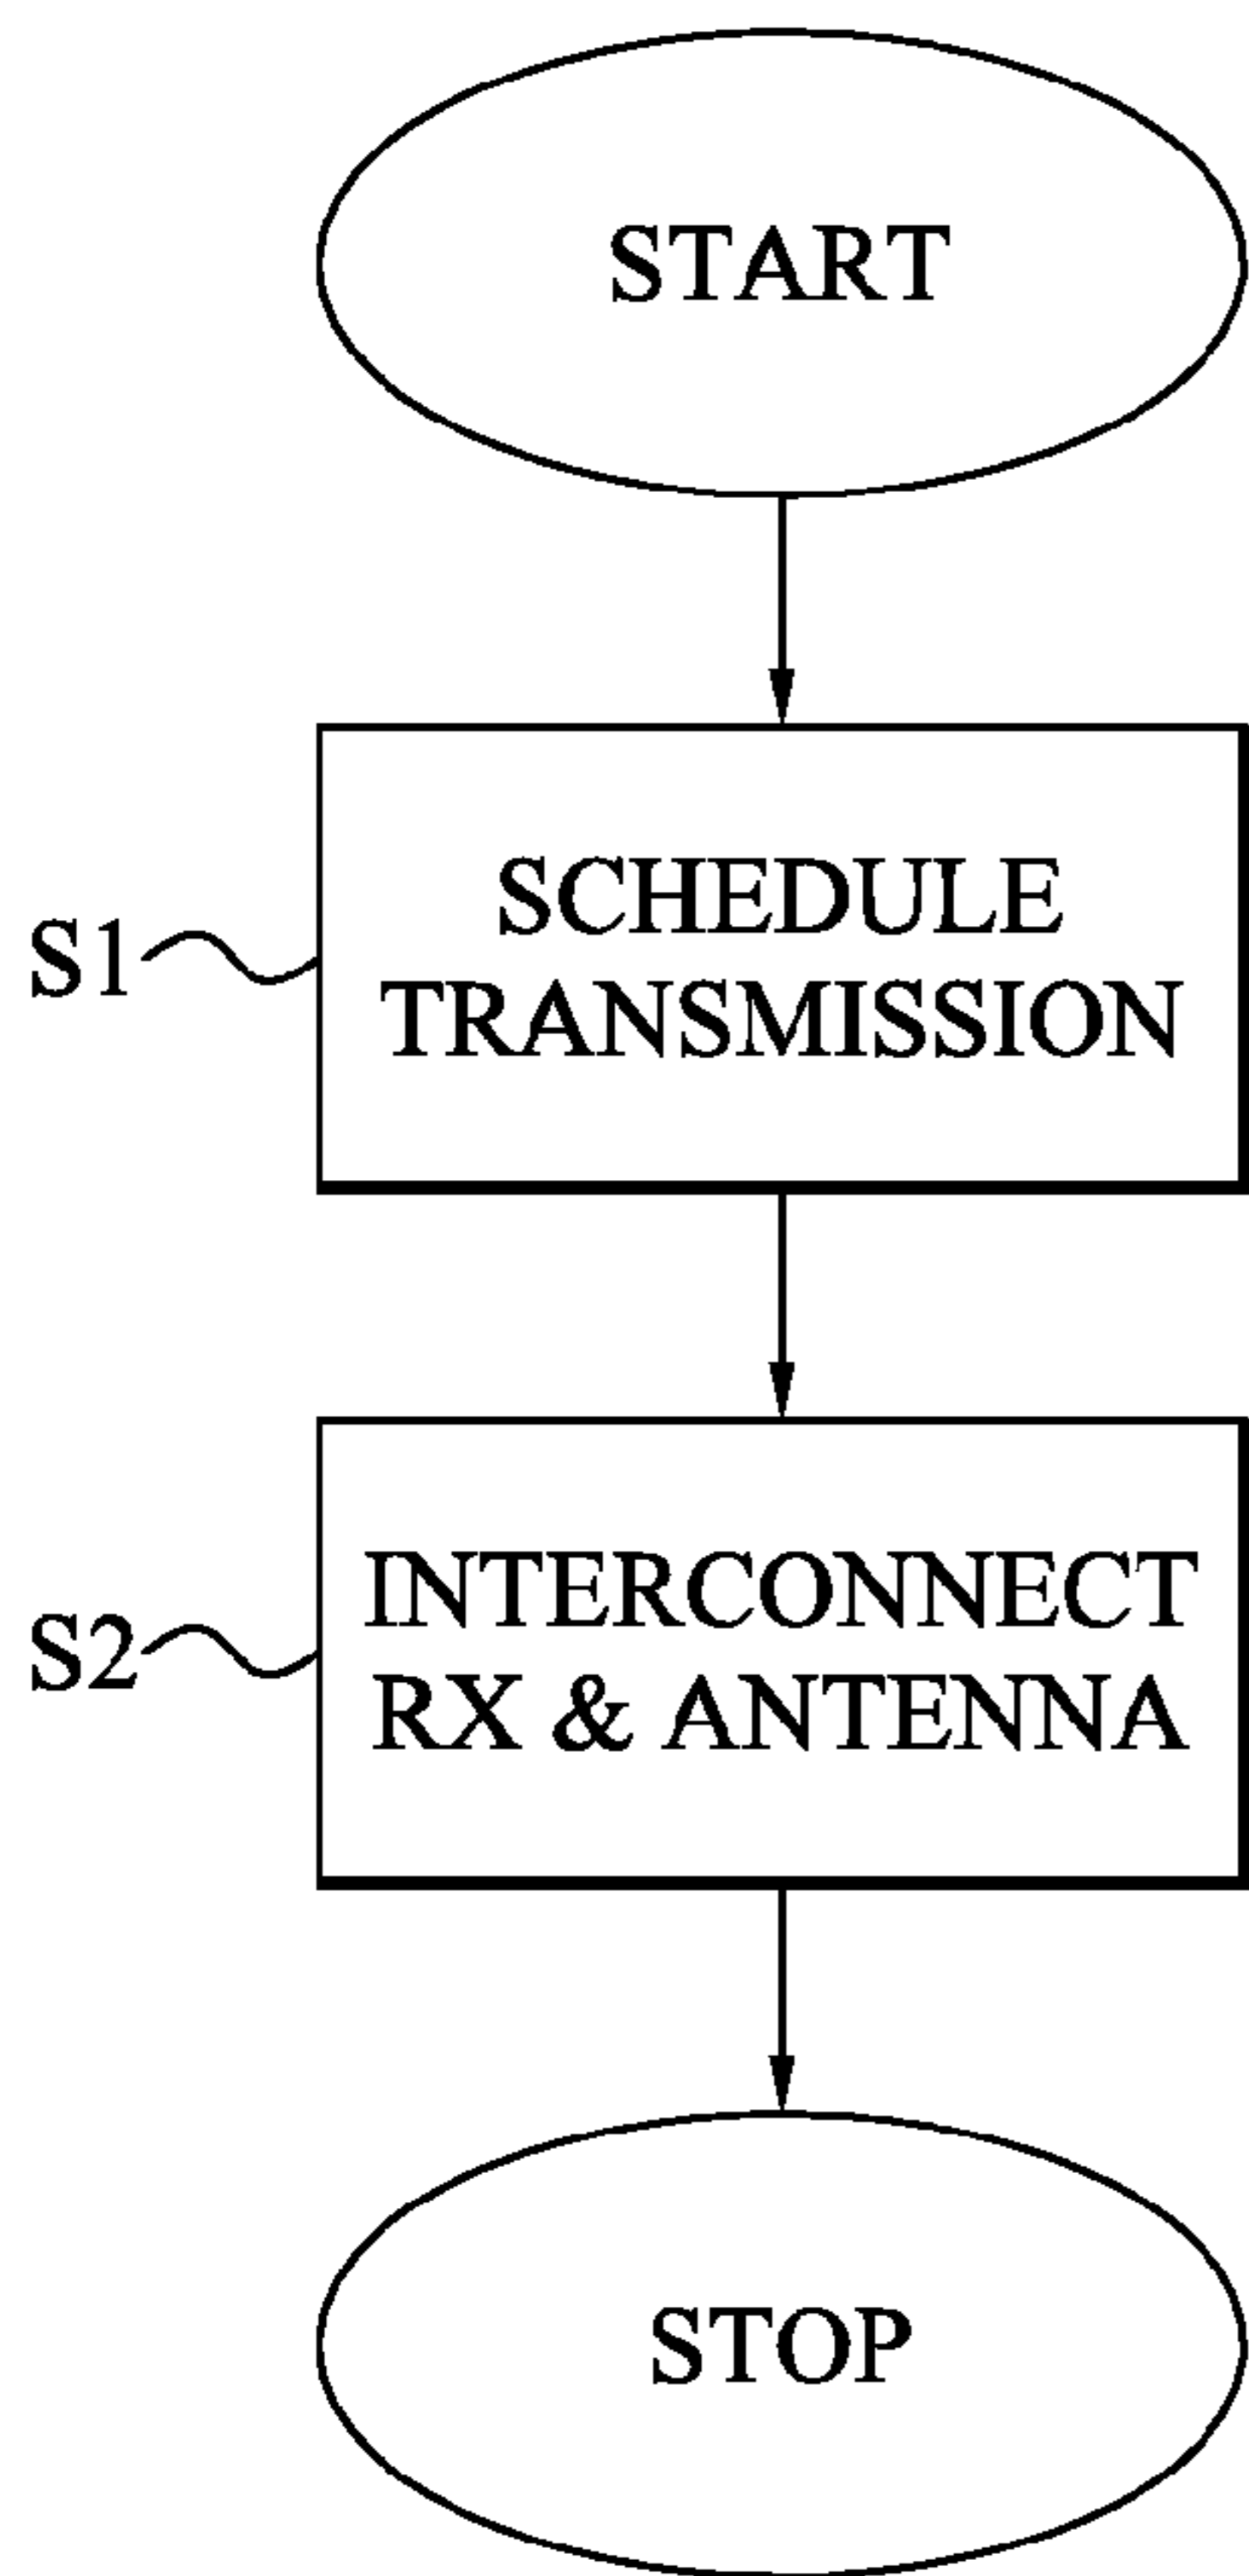 START
SCHEDULE
TRANSMISSION
S1
INTERCONNECT
RX & ANTENNA
S2
STOP